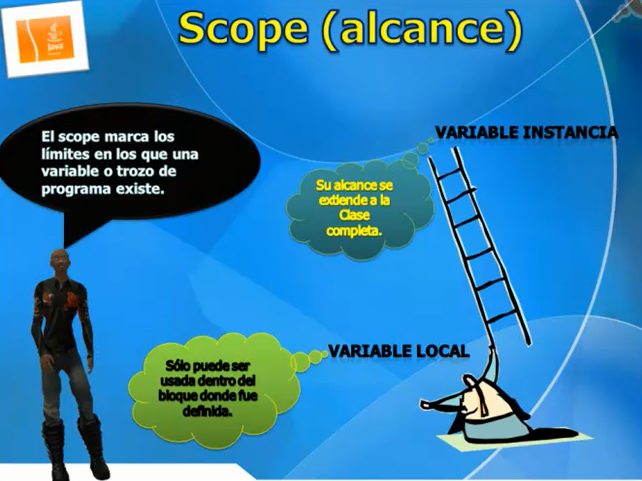 Scope (alcance)
Java
El scope marca los
límites en los que una
variable o trozo de
programa existe.
VARIABLE INSTANCIA
Su alcance se
extiende a la
Clase
completa.
VARIABLE LOCAL
Sólo puede ser
usada dentro del
bloque donde fue
definida.